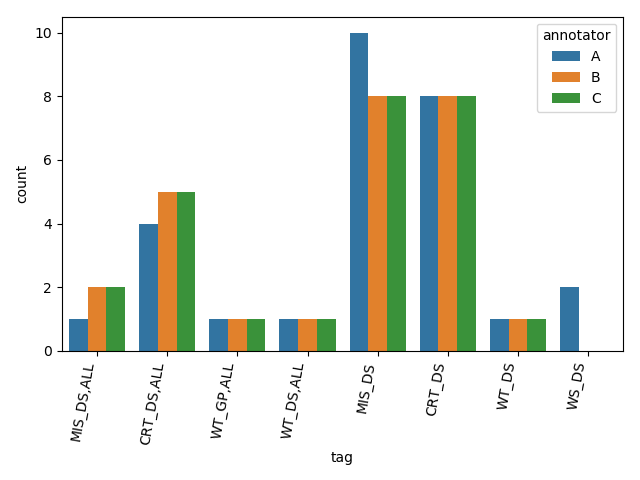 annotator
A
B
C
10
8
6
4
2
0
count
MIS_DS,ALL
CRT_DS,ALL
WT_GP,ALL
WT_DS,ALL
MIS_DS
CRT_DS
WT_DS
WS_DS
tag